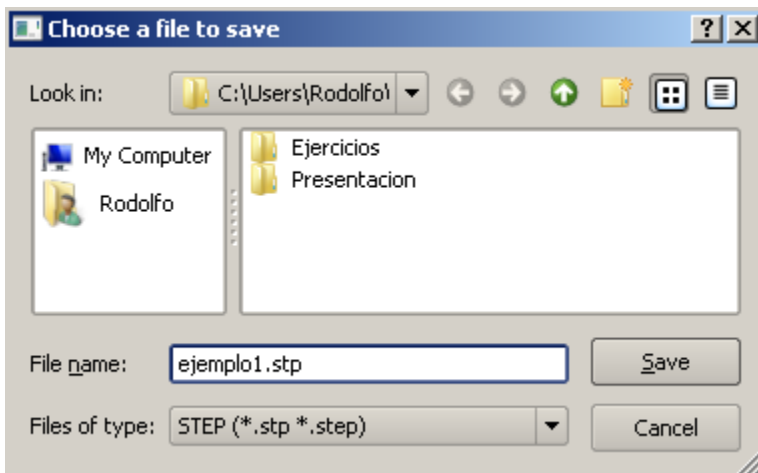 Choose a file to save
Look in: C:\Users\Rodolfo\
My Computer
Rodolfo
Ejercicios
Presentacion
File name: ejemplo1.stp Save
Files of type: STEP (*.stp *.step) Cancel